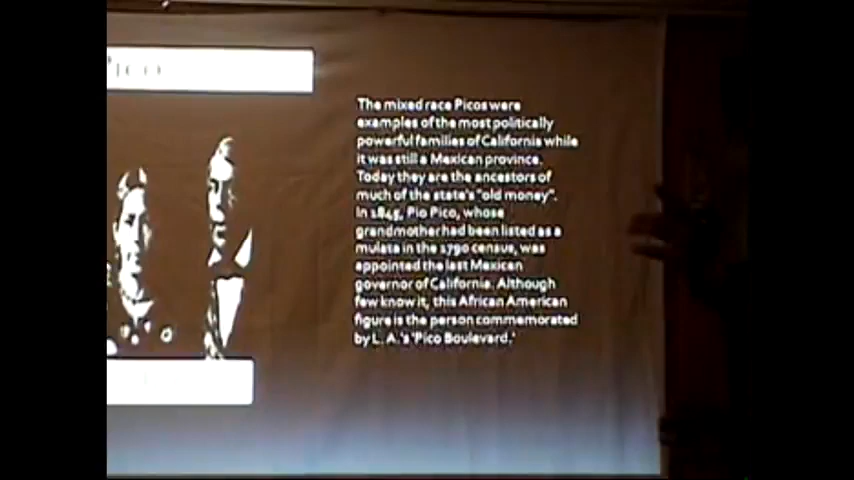 Pico
The mixed race Picos were
examples of the most politically
powerful families of California while
it was still a Mexican province.
Today they are the ancestors of
much of the state's "old money".
In 1845, Pio Pico, whose
grandmother had been listed as a
mulata in the 1790 census, was
appointed the last Mexican
governor of California. Although
few know it, this African American
figure is the person commemorated
by L. A.'s 'Pico Boulevard.'